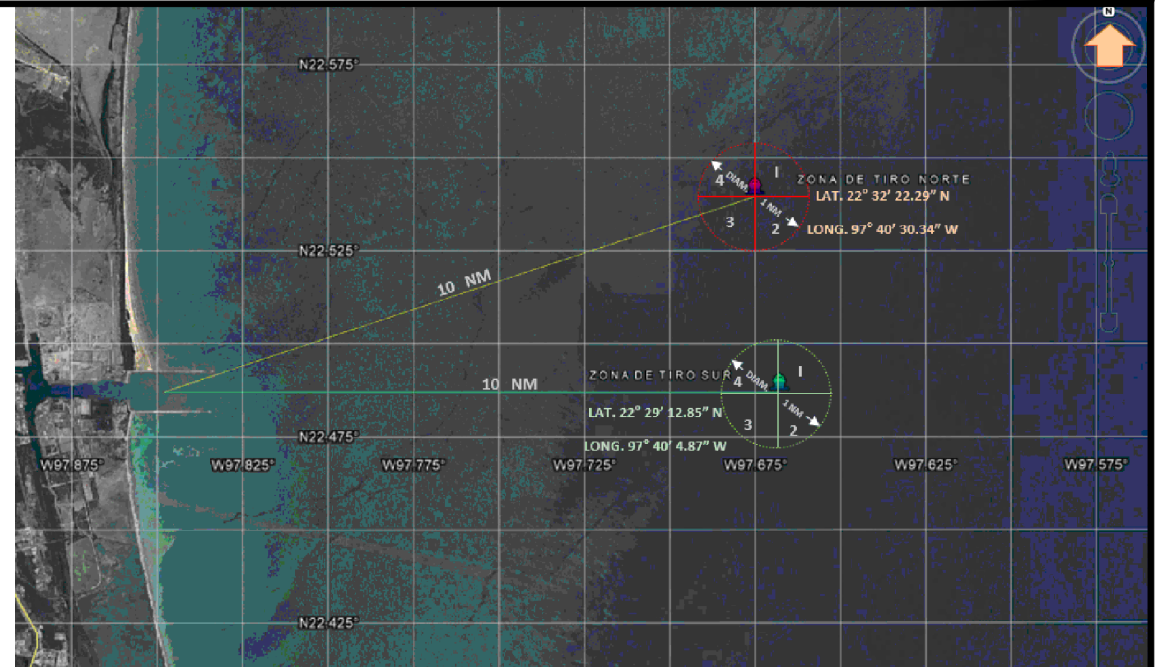 N
N22.575°
I
4 DIAM.
ZONA DE TIRO NORTE
LAT. 22° 32' 22.29" N
1 NM
3
2
LONG. 97° 40' 30.34" W
N22.525°
10 NM
ZONA DE TIRO SUR
I
4 DIAM.
10 NM
LAT. 22° 29' 12.85" N
1 NM
3
2
N22.475°
LONG. 97° 40' 4.87" W
W97.875° W97.825° W97.775° W97.725° W97.675° W97.625° W97.575°
N22.425°